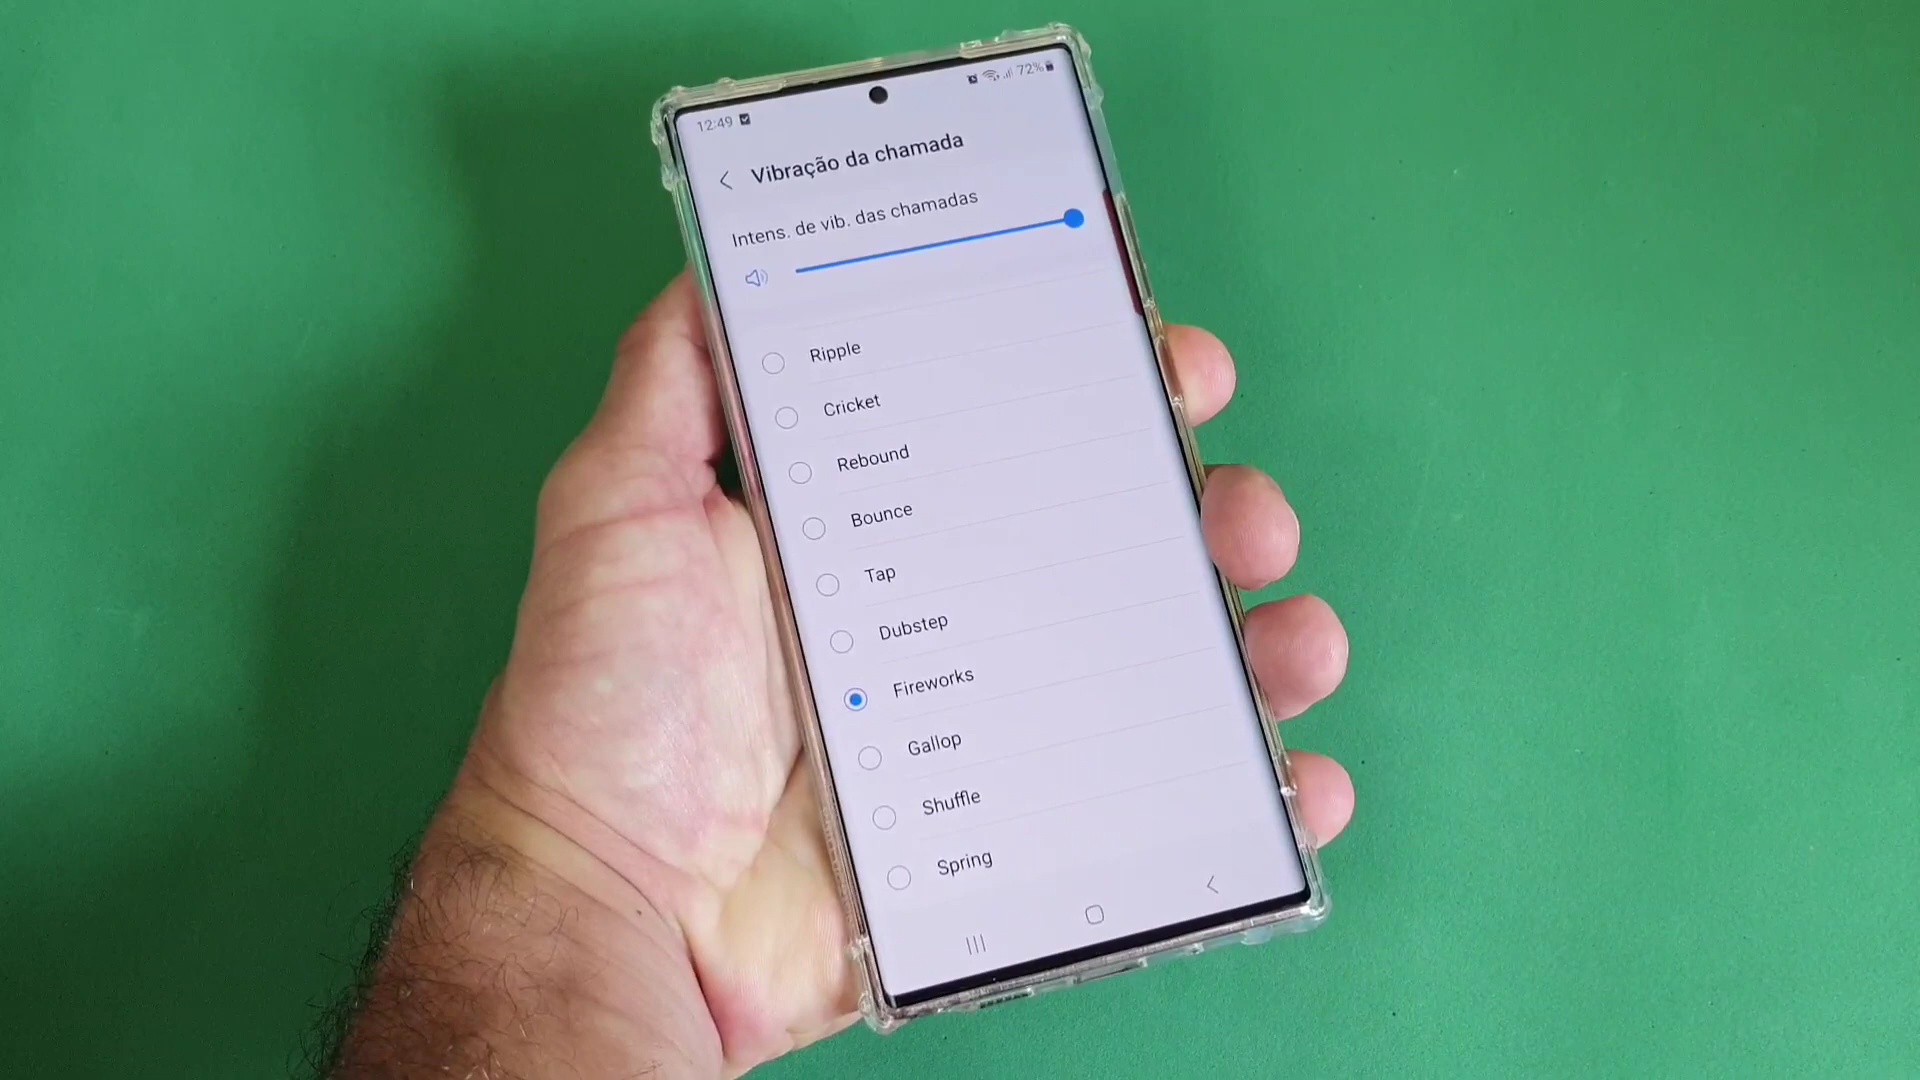 12:49
72%
Vibração da chamada
Intens. de vib. das chamadas
Ripple
Cricket
Rebound
Bounce
Tap
Dubstep
Fireworks
Gallop
Shuffle
Spring